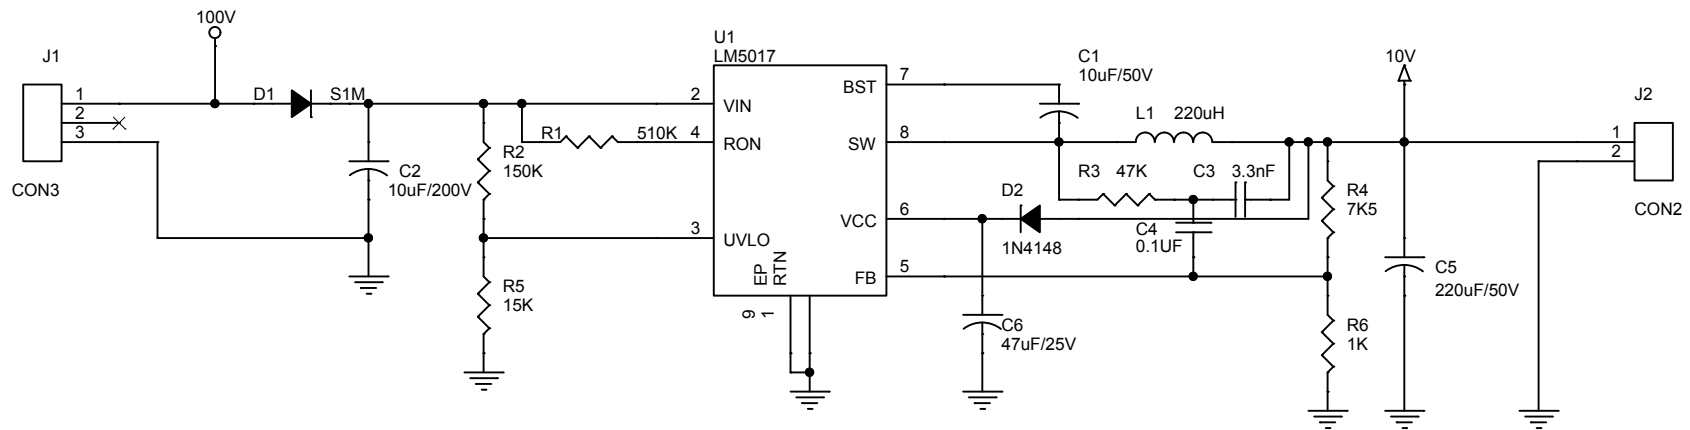 100V
J1
1
2
3
CON3
D1
S1M
C2
10uF/200V
R1
510K
R2
150K
R5
15K
U1
LM5017
2
VIN
4
RON
3
UVLO
EP
RTN
9
1
BST
7
SW
8
VCC
6
FB
5
C1
10uF/50V
L1
220uH
R3
47K
C3
3.3nF
D2
1N4148
C4
0.1UF
C6
47uF/25V
R4
7K5
R6
1K
10V
C5
220uF/50V
J2
1
2
CON2